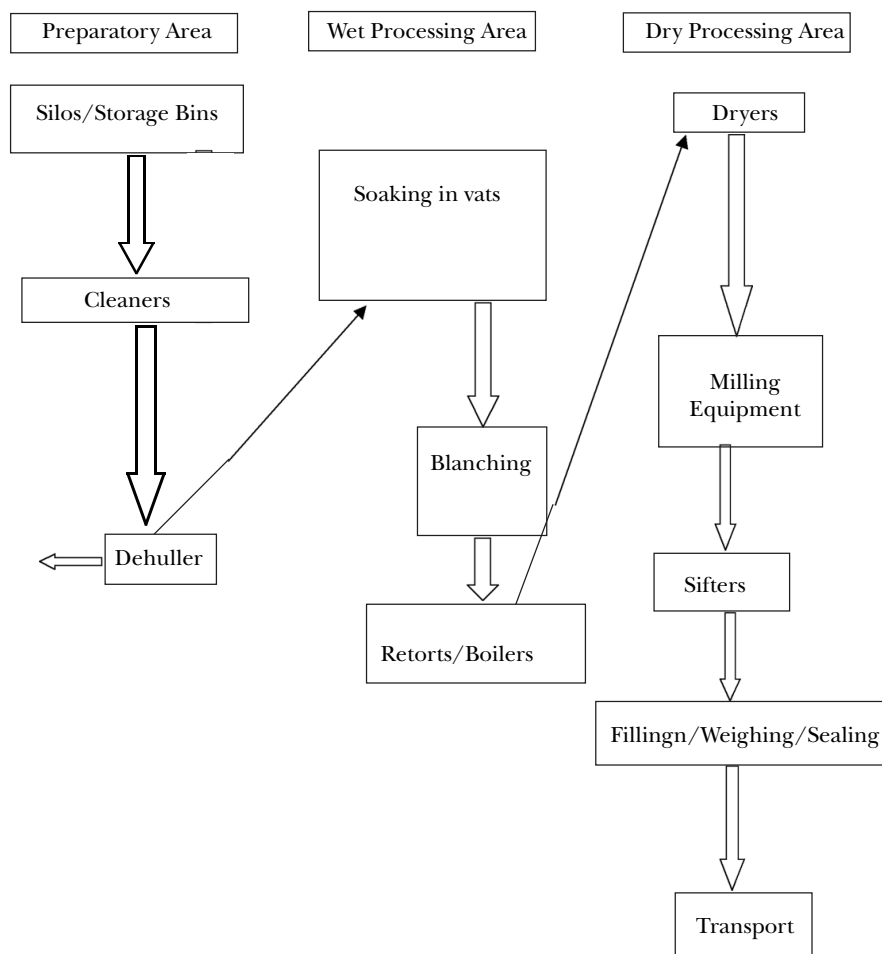 Preparatory Area
Wet Processing Area
Dry Processing Area
Silos/Storage Bins
Cleaners
Dehuller
Soaking in vats
Blanching
Retorts/Boilers
Dryers
Milling
Equipment
Sifters
Fillingn/Weighing/Sealing
Transport